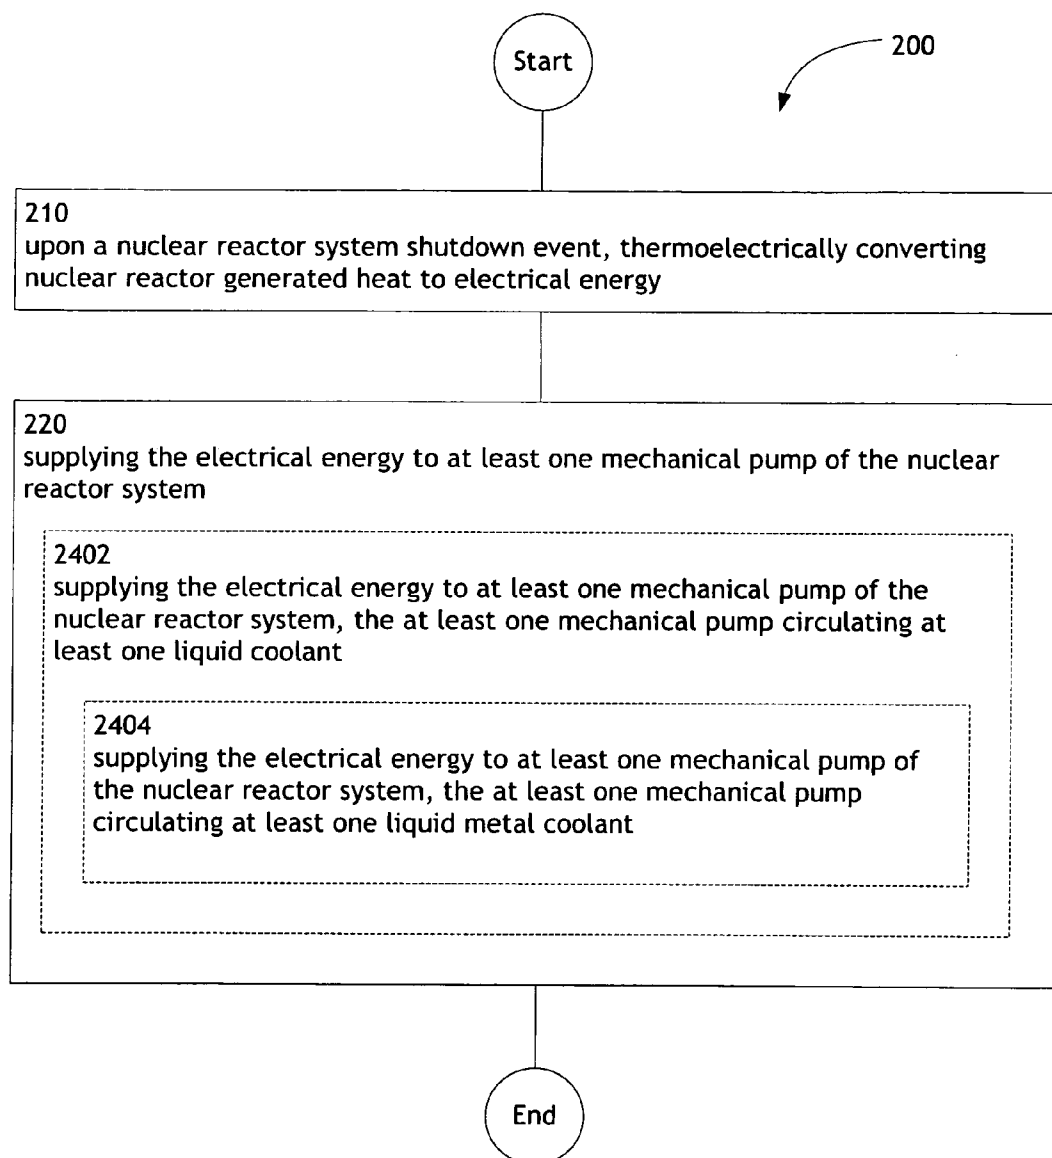 Start
200
210
upon a nuclear reactor system shutdown event, thermoelectrically converting
nuclear reactor generated heat to electrical energy
220
supplying the electrical energy to at least one mechanical pump of the nuclear
reactor system
2402
supplying the electrical energy to at least one mechanical pump of the
nuclear reactor system, the at least one mechanical pump circulating at
least one liquid coolant
2404
supplying the electrical energy to at least one mechanical pump of
the nuclear reactor system, the at least one mechanical pump
circulating at least one liquid metal coolant
End